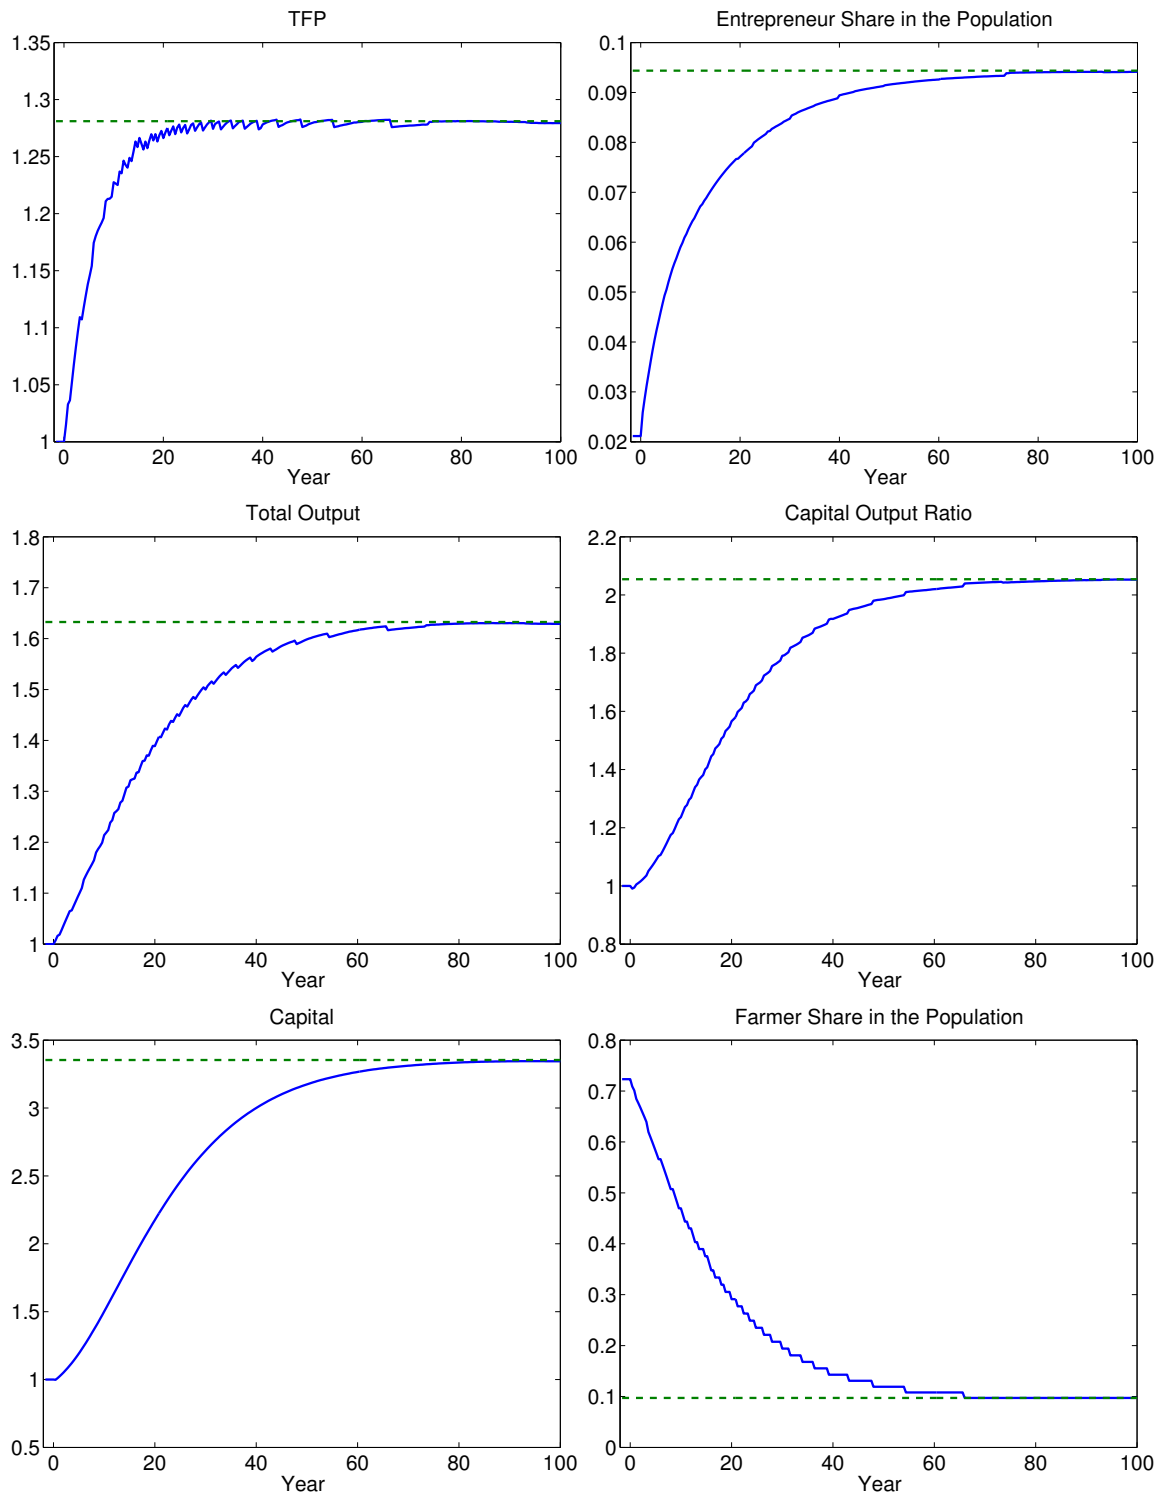 TFP
1.35
1.3
1.25
1.2
1.15
1.1
1.05
1
0 20 40 60 80 100
Year
Entrepreneur Share in the Population
0.1
0.09
0.08
0.07
0.06
0.05
0.04
0.03
0.02
0 20 40 60 80 100
Year
Total Output
1.8
1.7
1.6
1.5
1.4
1.3
1.2
1.1
1
0 20 40 60 80 100
Year
Capital Output Ratio
2.2
2
1.8
1.6
1.4
1.2
1
0.8
0 20 40 60 80 100
Year
Capital
3.5
3
2.5
2
1.5
1
0.5
0 20 40 60 80 100
Year
Farmer Share in the Population
0.8
0.7
0.6
0.5
0.4
0.3
0.2
0.1
0
0 20 40 60 80 100
Year